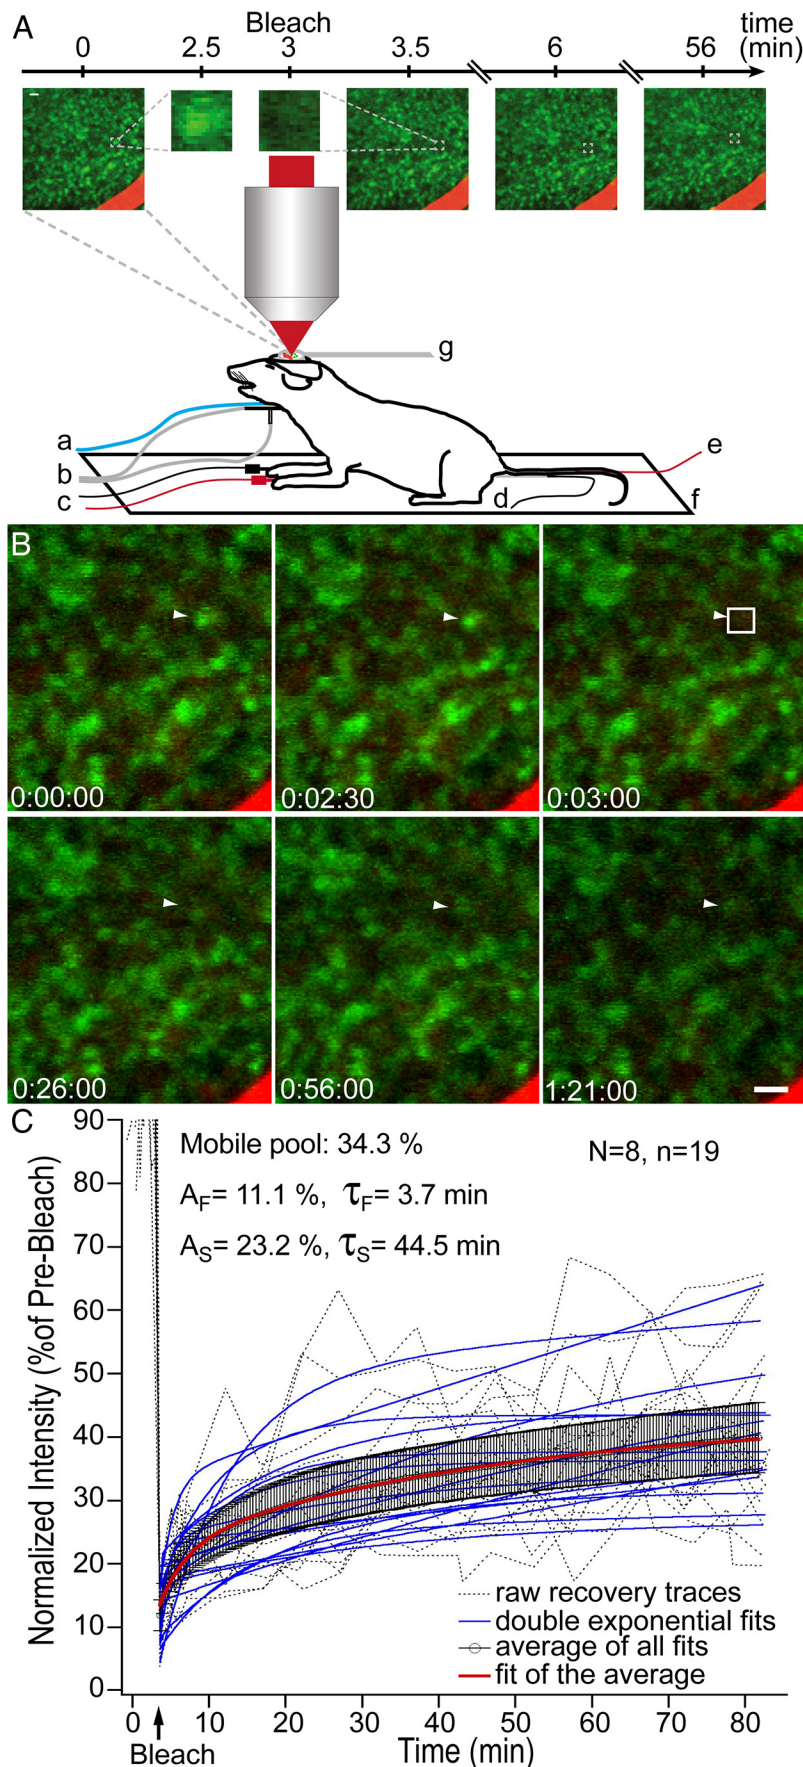 A
Bleach
time
(min)
0
2.5
3
3.5
6
56
g
a
b
c
d
e
f
B
0:00:00
0:02:30
0:03:00
0:26:00
0:56:00
1:21:00
C
Mobile pool: 34.3 %
N=8, n=19
AF= 11.1 %, τF= 3.7 min
AS= 23.2 %, τS= 44.5 min
Normalized Intensity (%of Pre-Bleach)
90
80
70
60
50
40
30
20
10
0
raw recovery traces
double exponential fits
average of all fits
fit of the average
0 10 20 30 40 50 60 70 80
Bleach
Time (min)